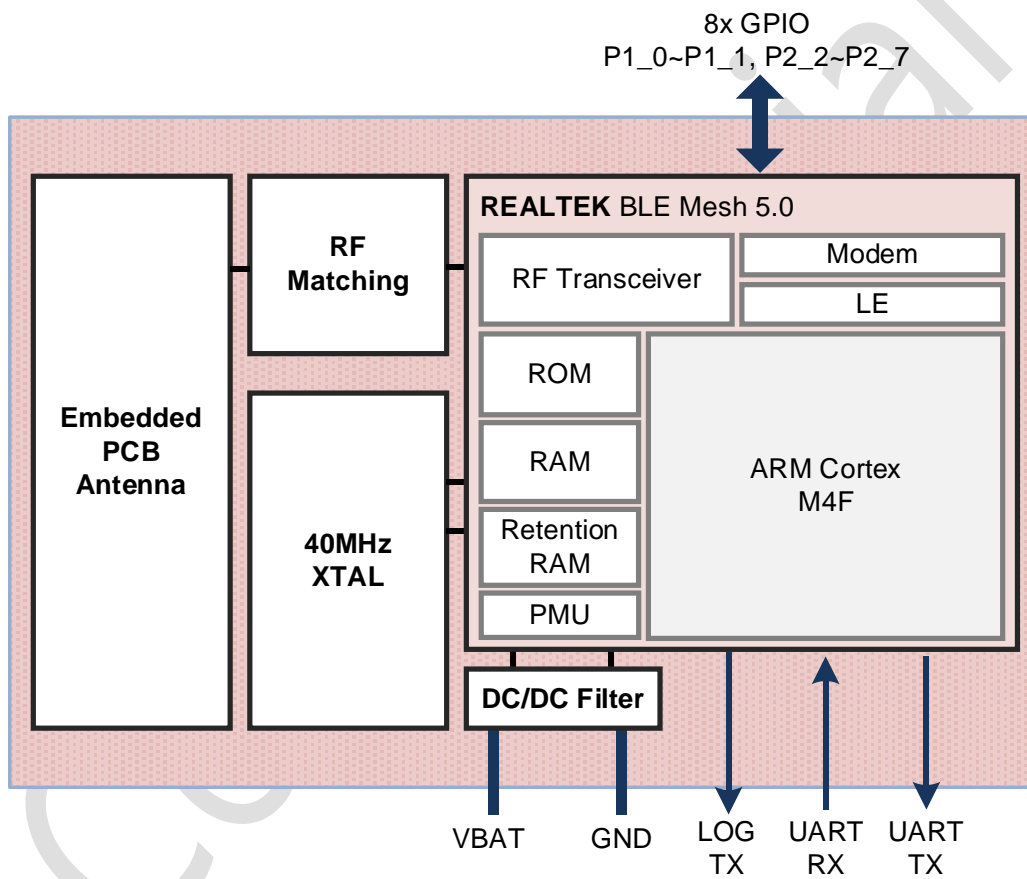 8x GPIO
P1_0~P1_1, P2_2~P2_7
REALTEK BLE Mesh 5.0
RF
Matching
RF Transceiver
Modem
LE
ROM
Embedded
PCB
Antenna
RAM
ARM Cortex
M4F
40MHz
XTAL
Retention
RAM
PMU
DC/DC Filter
VBAT
GND
LOG
TX
UART
RX
UART
TX